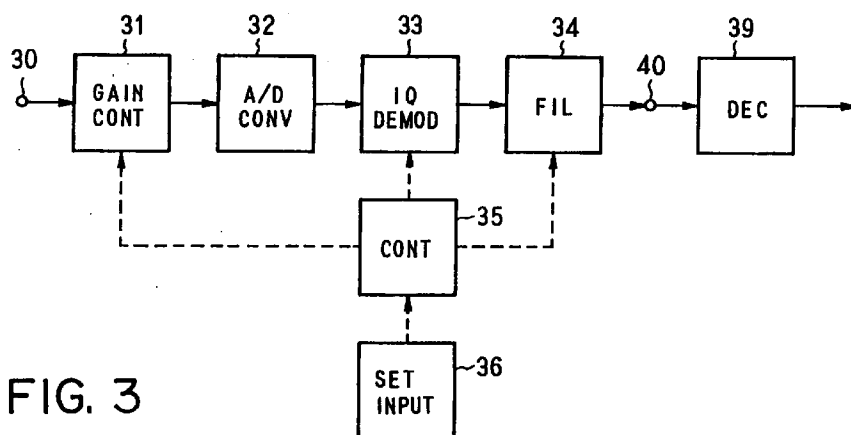 30
31
GAIN
CONT
32
A/D
CONV
33
IQ
DEMOD
34
FIL
40
39
DEC
35
CONT
36
SET
INPUT
FIG. 3